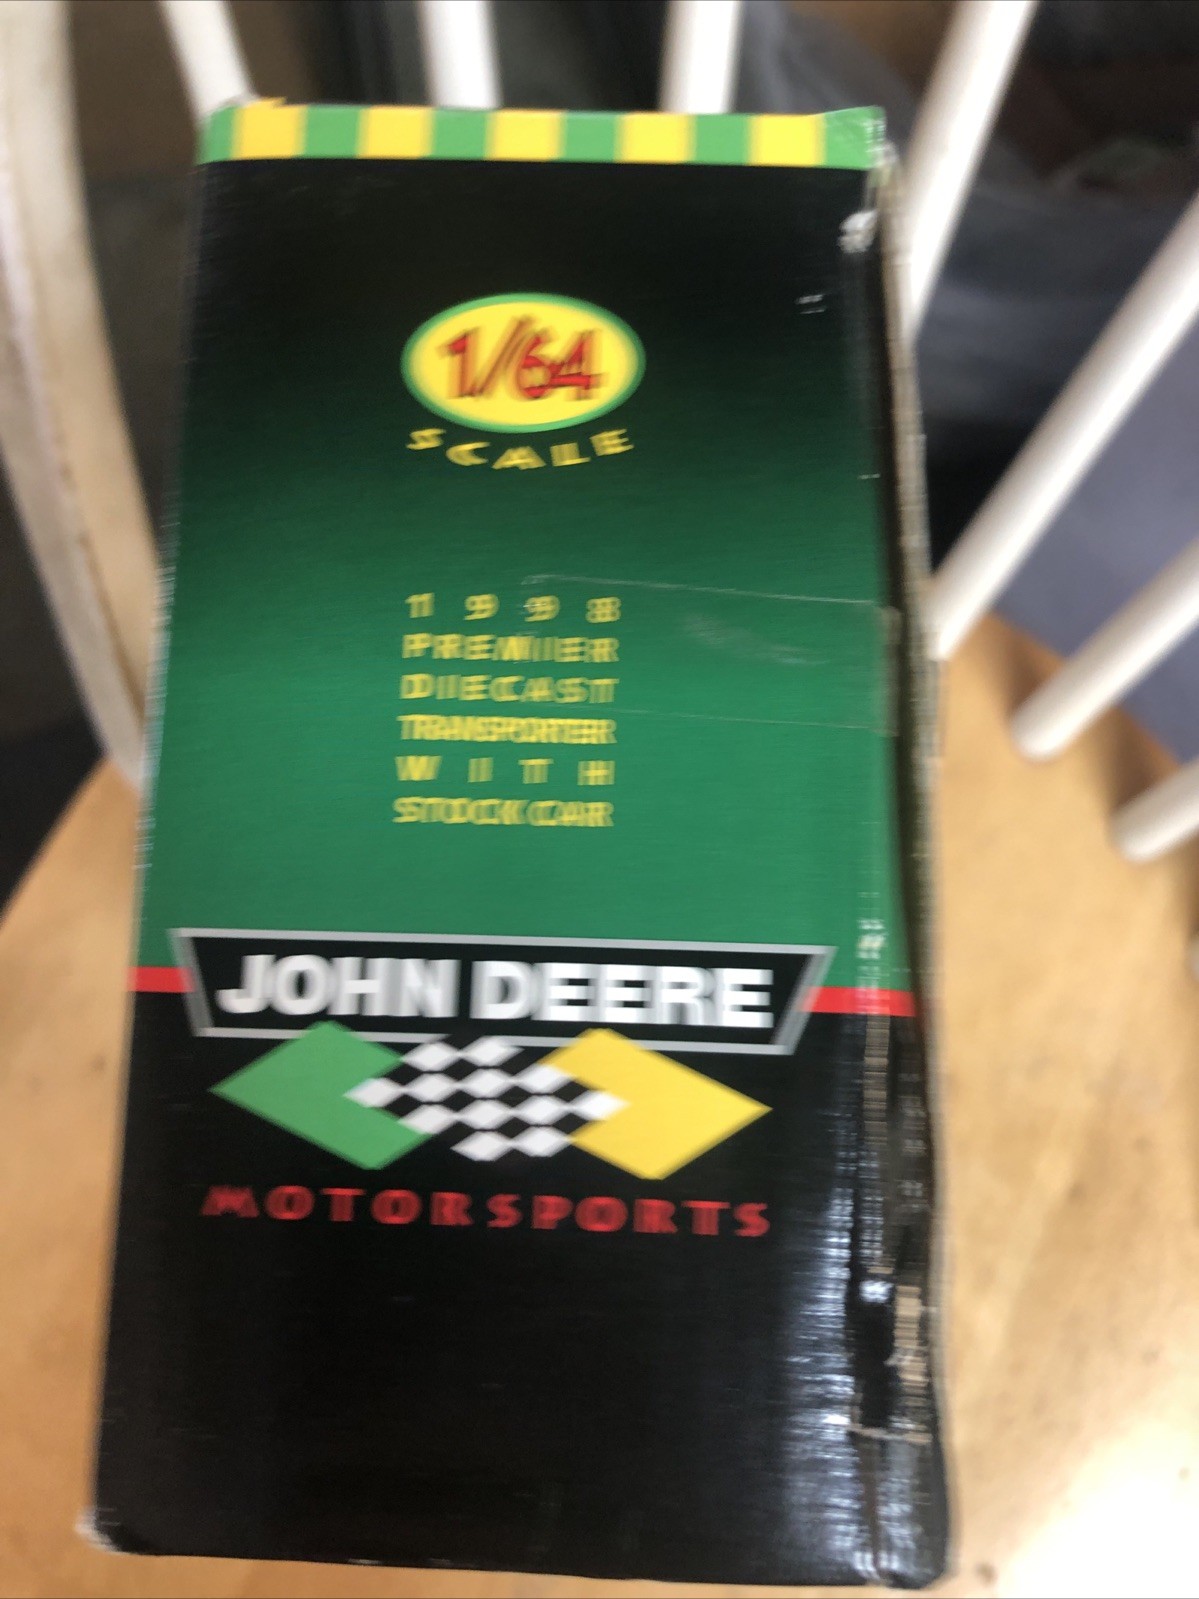 1/64
SCALE
1998
PREMIER
DIECAST
TRANSPORTER
WITH
STOCK CAR
JOHN DEERE
MOTORSPORTS